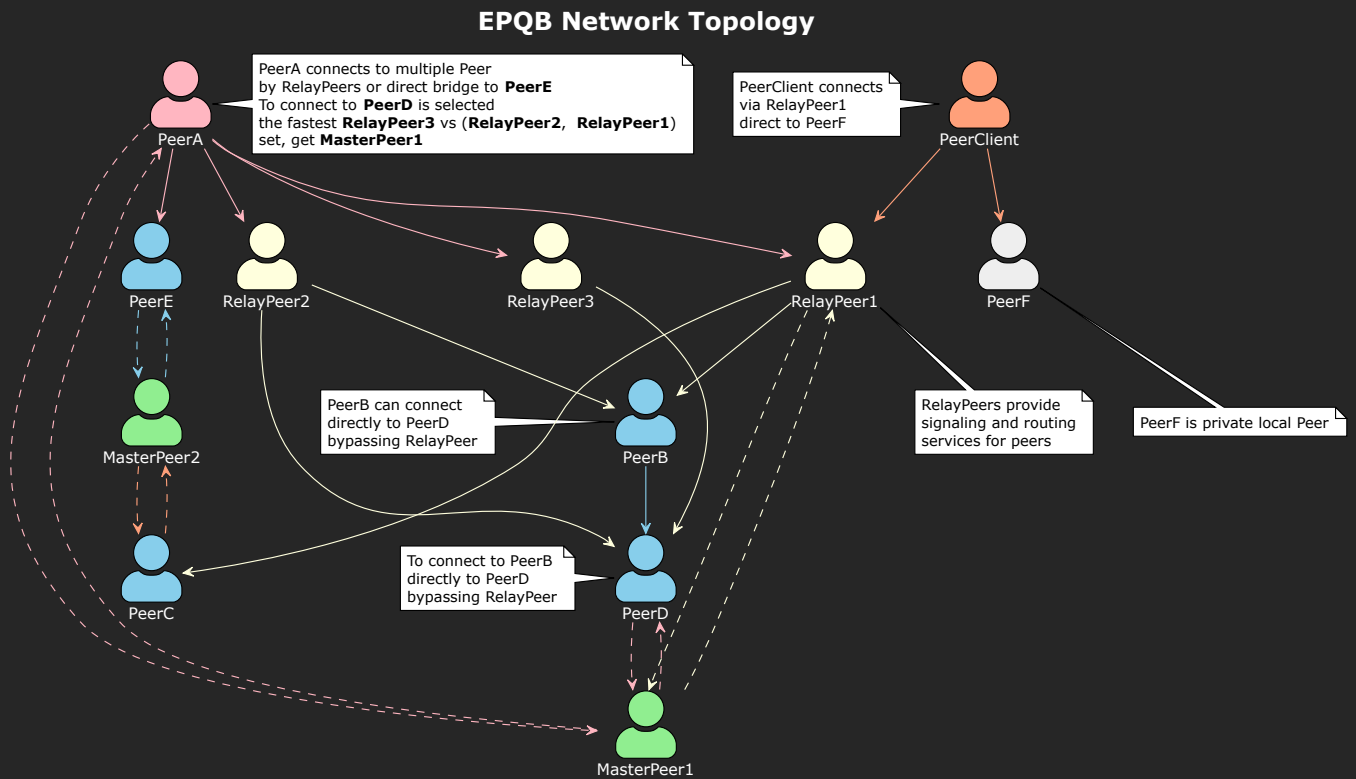 EPQB Network Topology
PeerA connects to multiple Peer
by RelayPeers or direct bridge to PeerE
To connect to PeerD is selected
the fastest RelayPeer3 vs (RelayPeer2, RelayPeer1)
set, get MasterPeer1
PeerClient connects
via RelayPeer1
direct to PeerF
PeerA
PeerClient
PeerE
RelayPeer2
RelayPeer3
RelayPeer1
PeerF
PeerB can connect
directly to PeerD
bypassing RelayPeer
RelayPeers provide
signaling and routing
services for peers
PeerF is private local Peer
MasterPeer2
PeerB
To connect to PeerB
directly to PeerD
bypassing RelayPeer
PeerC
PeerD
MasterPeer1